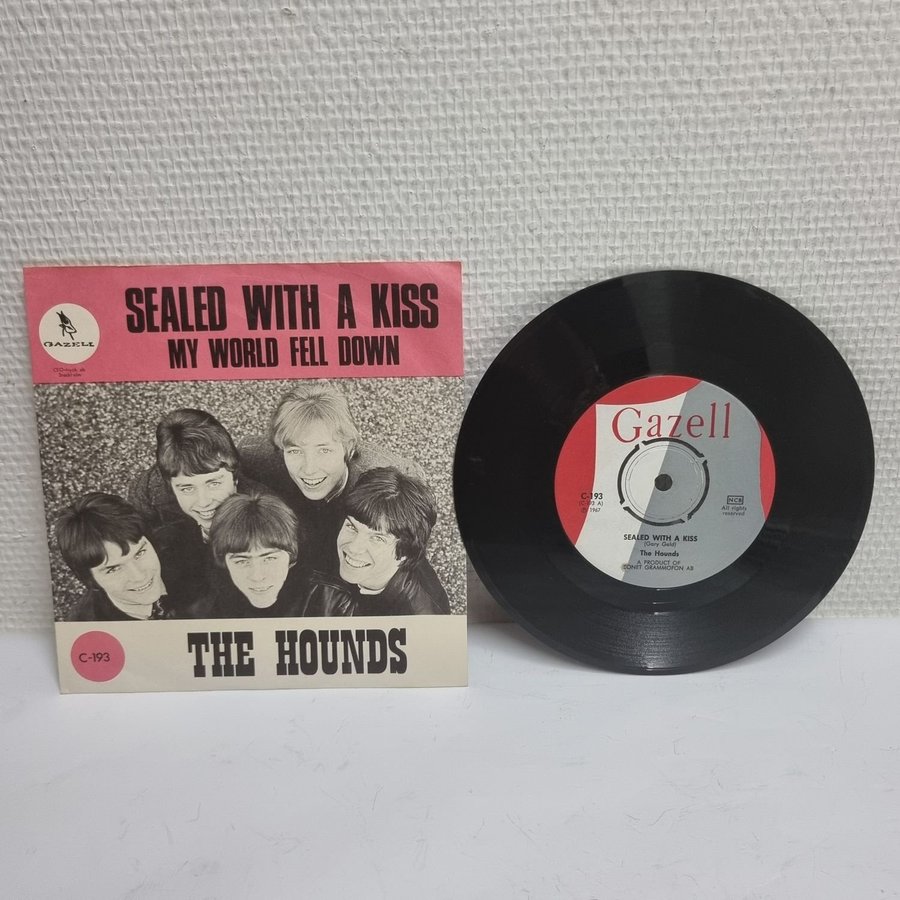 SEALED WITH A KISS
MY WORLD FELL DOWN
GAZELL
Stockholm
C-193
THE HOUNDS
Gazell
C-193
(C-193 A)
℗ 1967
NCB
All rights
reserved
SEALED WITH A KISS
(Gary Geld)
The Hounds
A PRODUCT OF
SONET GRAMMOFON AB